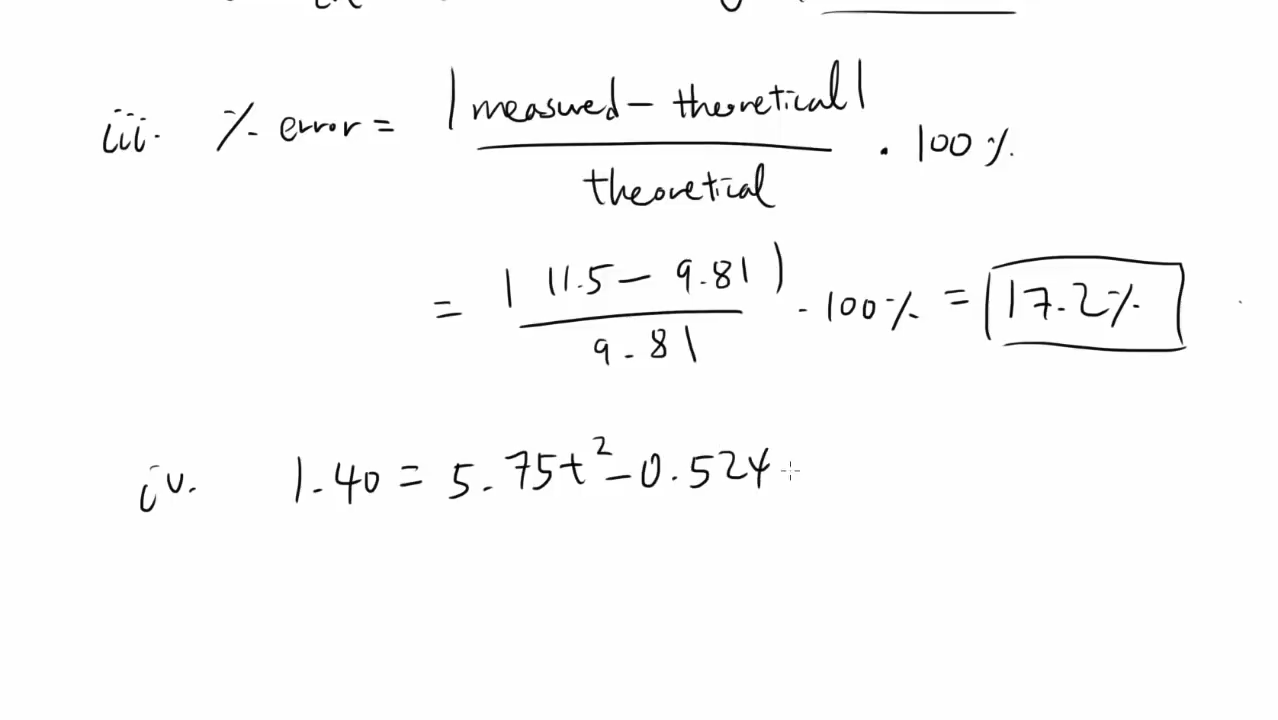 iii. % error = |measured - theoretical| / theoretical · 100%
= |11.5 - 9.81| / 9.81 · 100% = 17.2%
iv. 1.40 = 5.75t² - 0.524